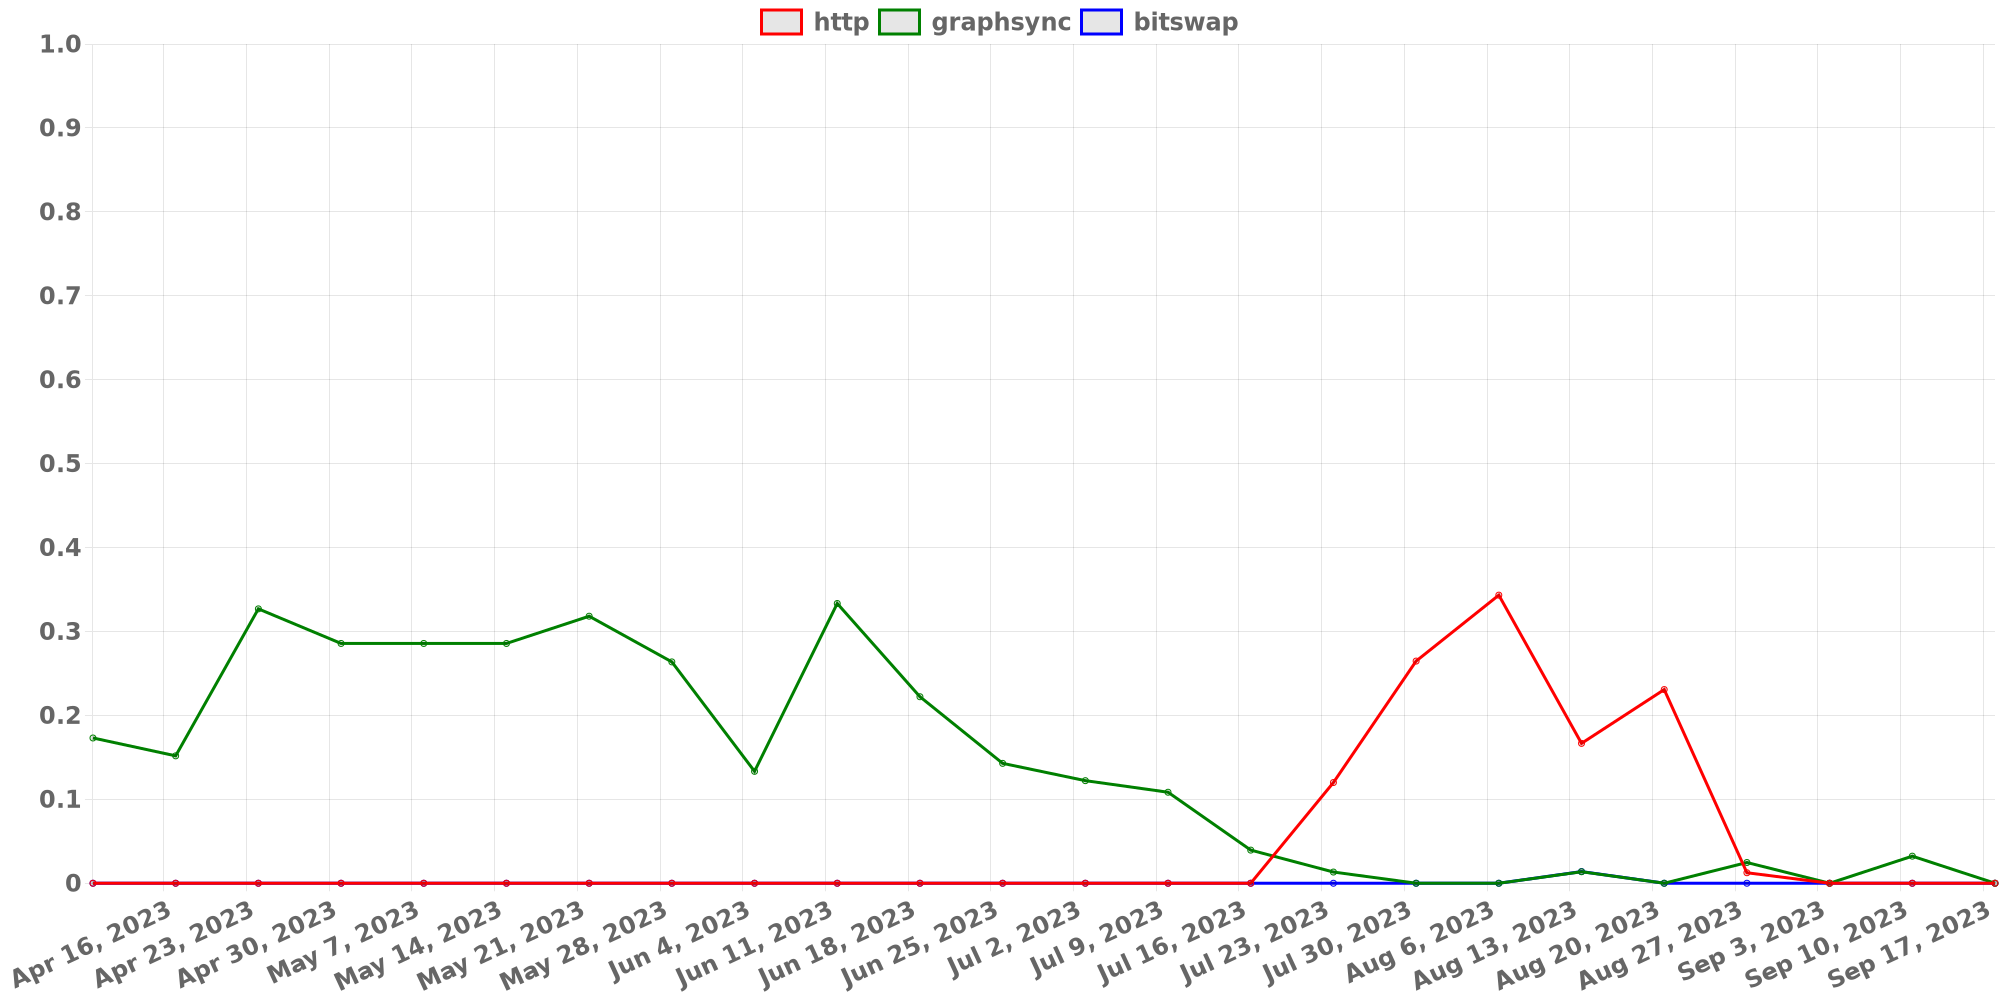 http graphsync bitswap
1.0
0.9
0.8
0.7
0.6
0.5
0.4
0.3
0.2
0.1
0
Apr 16, 2023
Apr 23, 2023
Apr 30, 2023
May 7, 2023
May 14, 2023
May 21, 2023
May 28, 2023
Jun 4, 2023
Jun 11, 2023
Jun 18, 2023
Jun 25, 2023
Jul 2, 2023
Jul 9, 2023
Jul 16, 2023
Jul 23, 2023
Jul 30, 2023
Aug 6, 2023
Aug 13, 2023
Aug 20, 2023
Aug 27, 2023
Sep 3, 2023
Sep 10, 2023
Sep 17, 2023